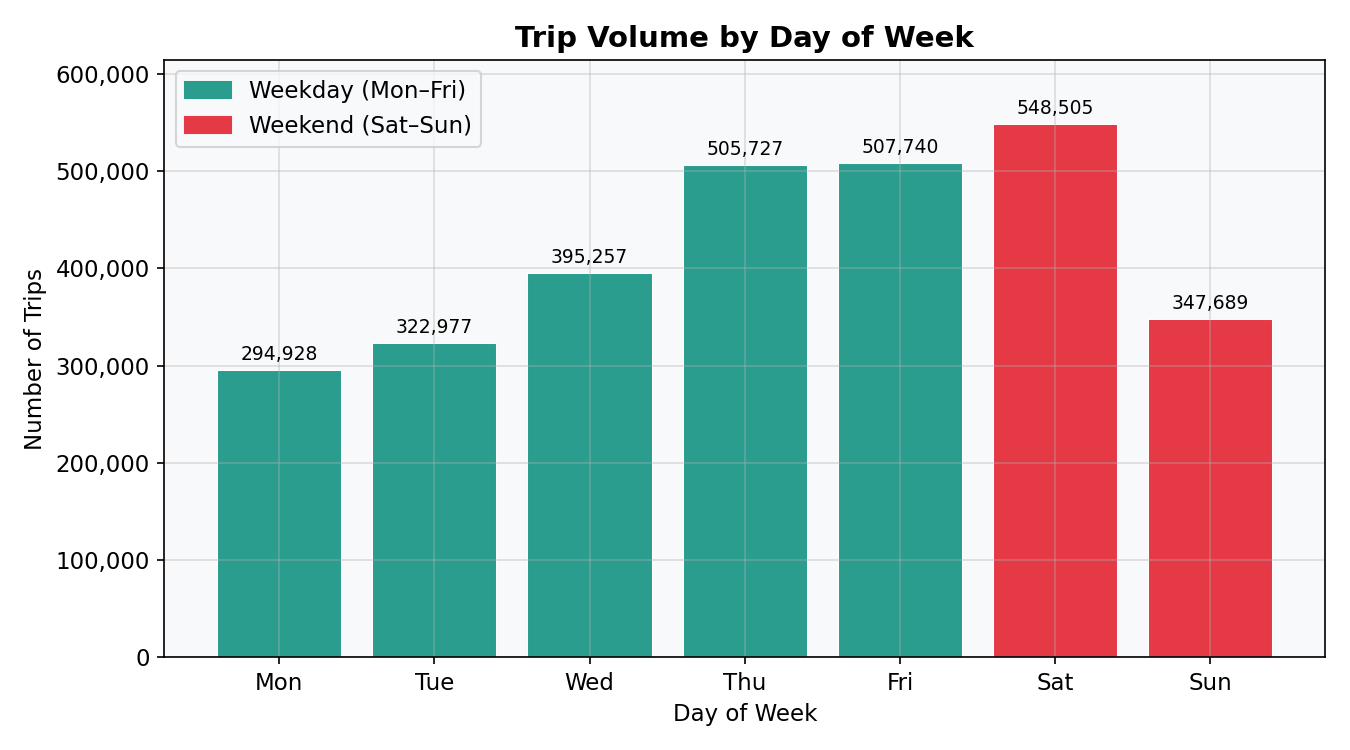 Trip Volume by Day of Week
Weekday (Mon–Fri)
Weekend (Sat–Sun)
Number of Trips
600,000
500,000
400,000
300,000
200,000
100,000
0
294,928
322,977
395,257
505,727
507,740
548,505
347,689
Mon Tue Wed Thu Fri Sat Sun
Day of Week